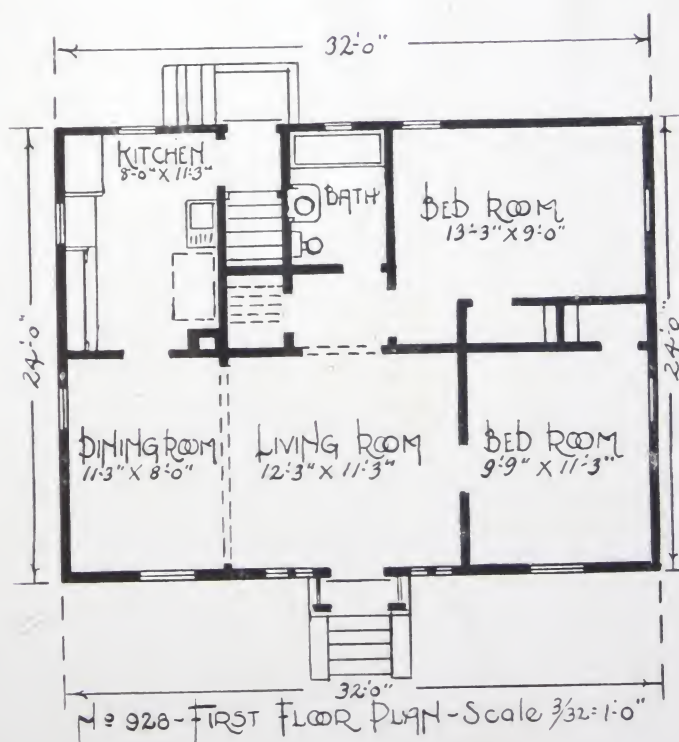 32'-0"
KITCHEN
8'-0" X 11'-3"
BATH
BED ROOM
13'-3" X 9'-0"
24'-0"
24'-0"
DINING ROOM
11'-3" X 8'-0"
LIVING ROOM
12'-3" X 11'-3"
BED ROOM
9'-9" X 11'-3"
32'-0"
No 928 - FIRST FLOOR PLAN - Scale 3/32 = 1'-0"